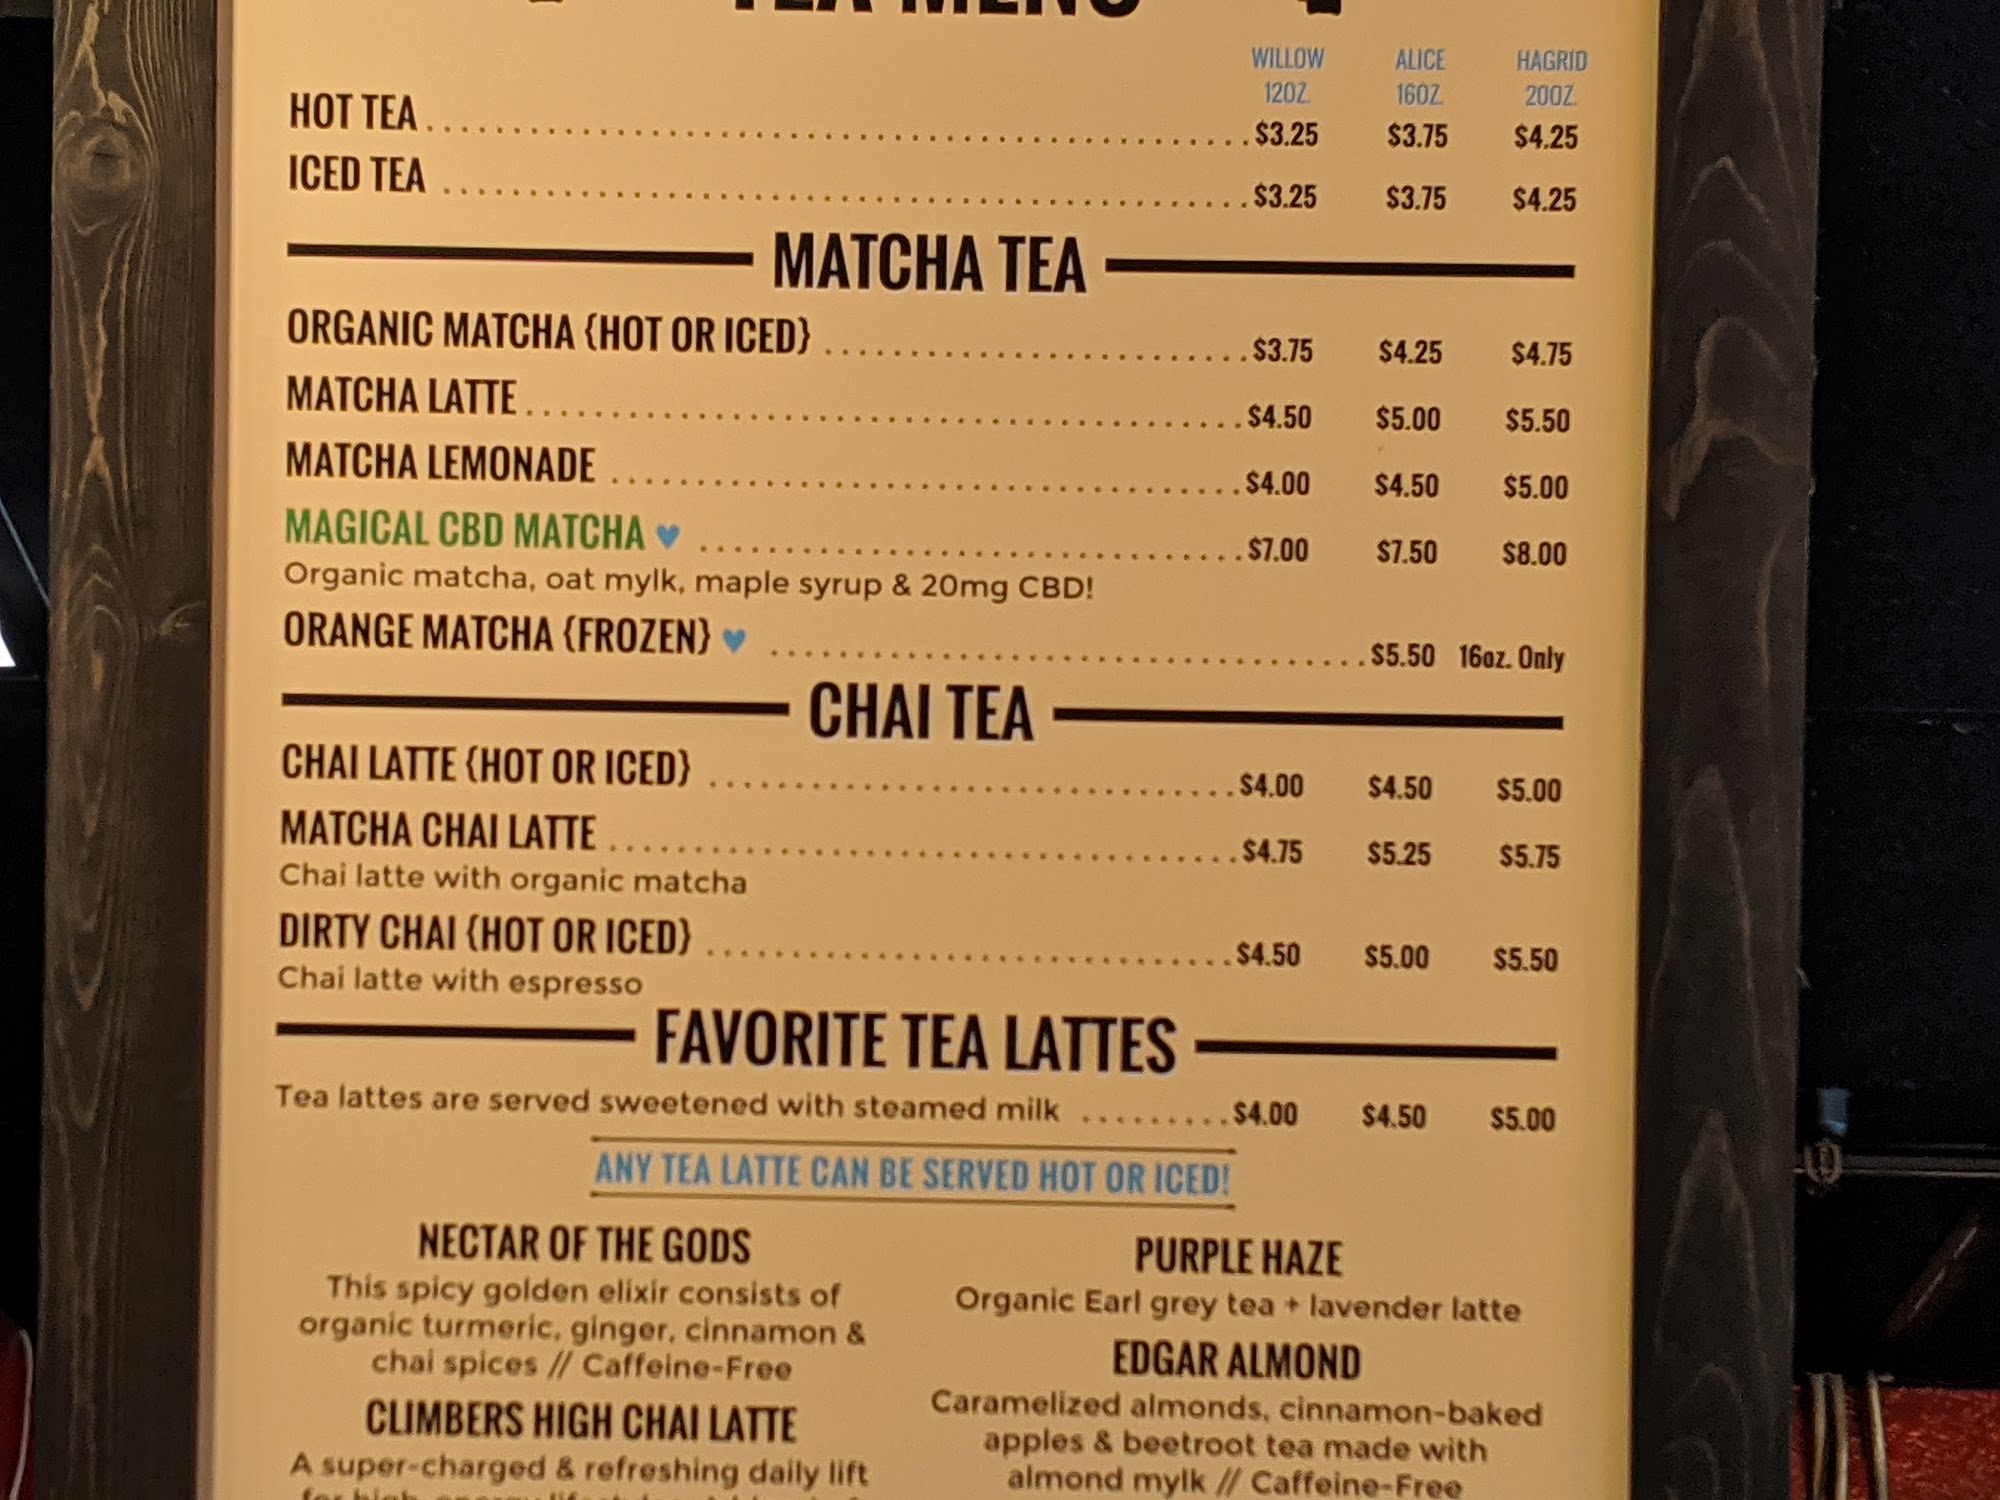 TEA MENU
WILLOW ALICE HAGRID
12OZ. 16OZ. 20OZ.
HOT TEA $3.25 $3.75 $4.25
ICED TEA $3.25 $3.75 $4.25
MATCHA TEA
ORGANIC MATCHA {HOT OR ICED} $3.75 $4.25 $4.75
MATCHA LATTE $4.50 $5.00 $5.50
MATCHA LEMONADE $4.00 $4.50 $5.00
MAGICAL CBD MATCHA ♥ $7.00 $7.50 $8.00
Organic matcha, oat mylk, maple syrup & 20mg CBD!
ORANGE MATCHA {FROZEN} ♥ $5.50 16oz. Only
CHAI TEA
CHAI LATTE {HOT OR ICED} $4.00 $4.50 $5.00
MATCHA CHAI LATTE $4.75 $5.25 $5.75
Chai latte with organic matcha
DIRTY CHAI {HOT OR ICED} $4.50 $5.00 $5.50
Chai latte with espresso
FAVORITE TEA LATTES
Tea lattes are served sweetened with steamed milk $4.00 $4.50 $5.00
ANY TEA LATTE CAN BE SERVED HOT OR ICED!
NECTAR OF THE GODS
This spicy golden elixir consists of
organic turmeric, ginger, cinnamon &
chai spices // Caffeine-Free
CLIMBERS HIGH CHAI LATTE
A super-charged & refreshing daily lift
PURPLE HAZE
Organic Earl grey tea + lavender latte
EDGAR ALMOND
Caramelized almonds, cinnamon-baked
apples & beetroot tea made with
almond mylk // Caffeine-Free